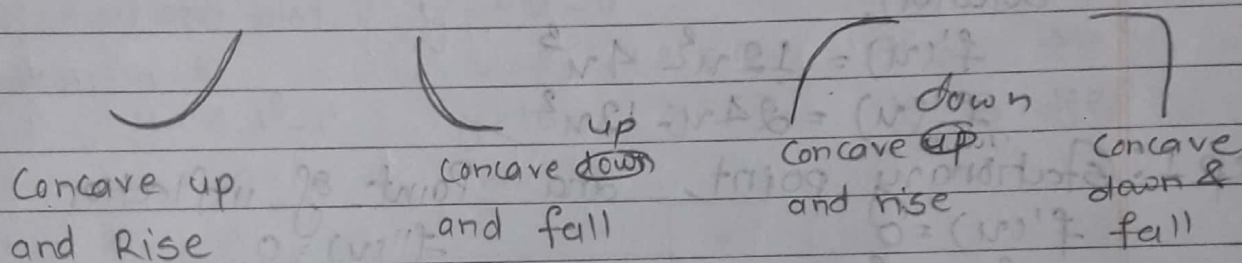 Concave up
and Rise
up
concave down
and fall
down
concave up
and rise
concave
down &
fall